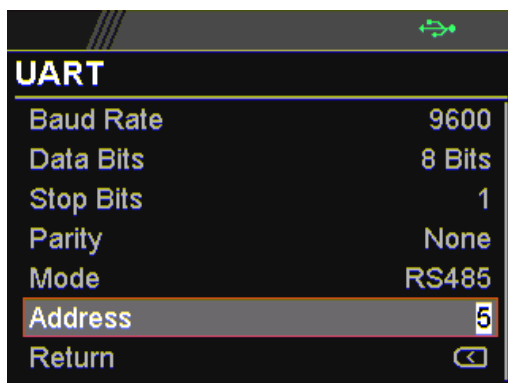 UART
Baud Rate 9600
Data Bits 8 Bits
Stop Bits 1
Parity None
Mode RS485
Address 5
Return